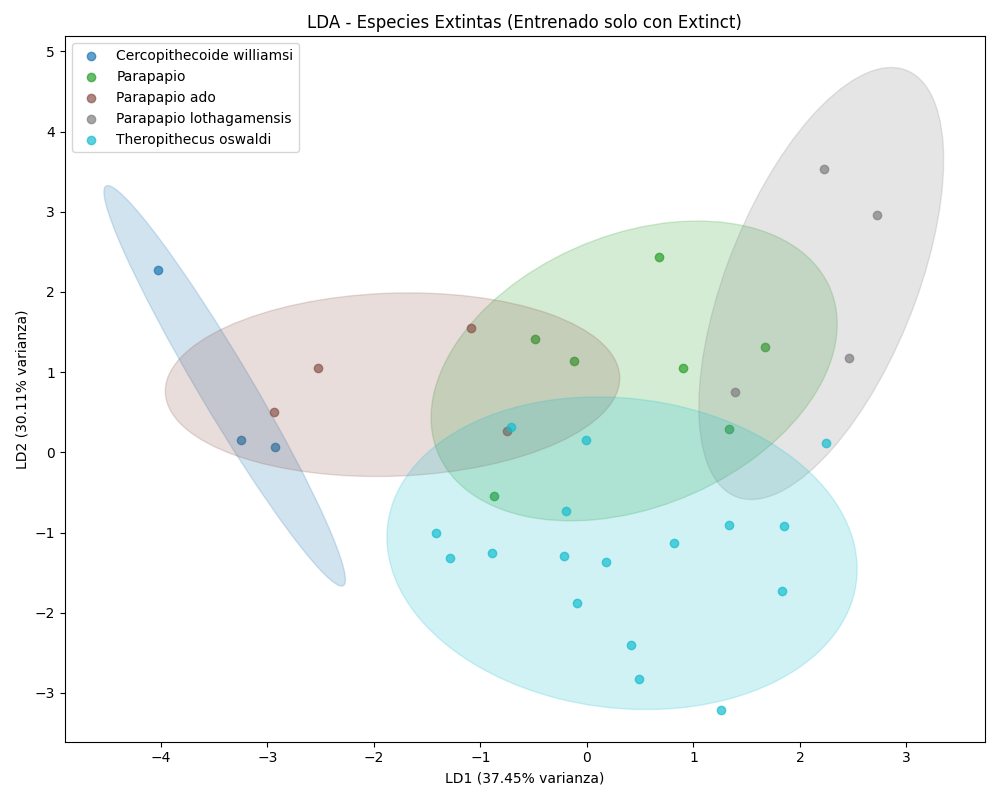 LDA - Especies Extintas (Entrenado solo con Extinct)
Cercopithecoide williamsi
Parapapio
Parapapio ado
Parapapio lothagamensis
Theropithecus oswaldi
5
4
3
2
1
0
−1
−2
−3
LD2 (30.11% varianza)
−4 −3 −2 −1 0 1 2 3
LD1 (37.45% varianza)